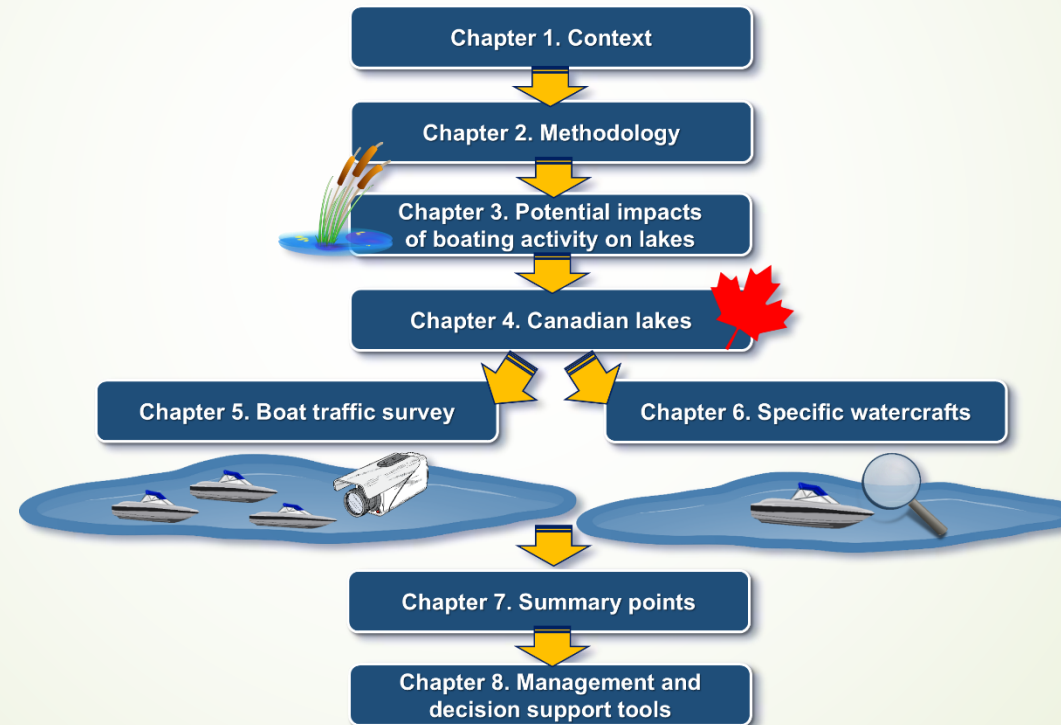 Chapter 1. Context
Chapter 2. Methodology
Chapter 3. Potential impacts
of boating activity on lakes
Chapter 4. Canadian lakes
Chapter 5. Boat traffic survey
Chapter 6. Specific watercrafts
Chapter 7. Summary points
Chapter 8. Management and
decision support tools